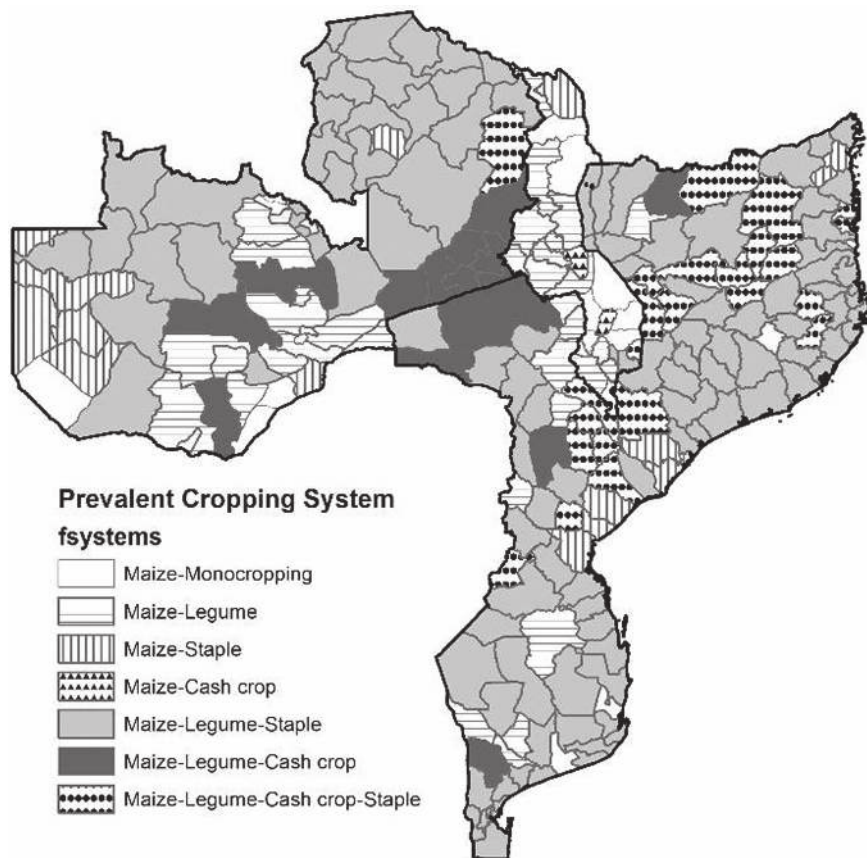 Prevalent Cropping System
fsystems
Maize-Monocropping
Maize-Legume
Maize-Staple
Maize-Cash crop
Maize-Legume-Staple
Maize-Legume-Cash crop
Maize-Legume-Cash crop-Staple